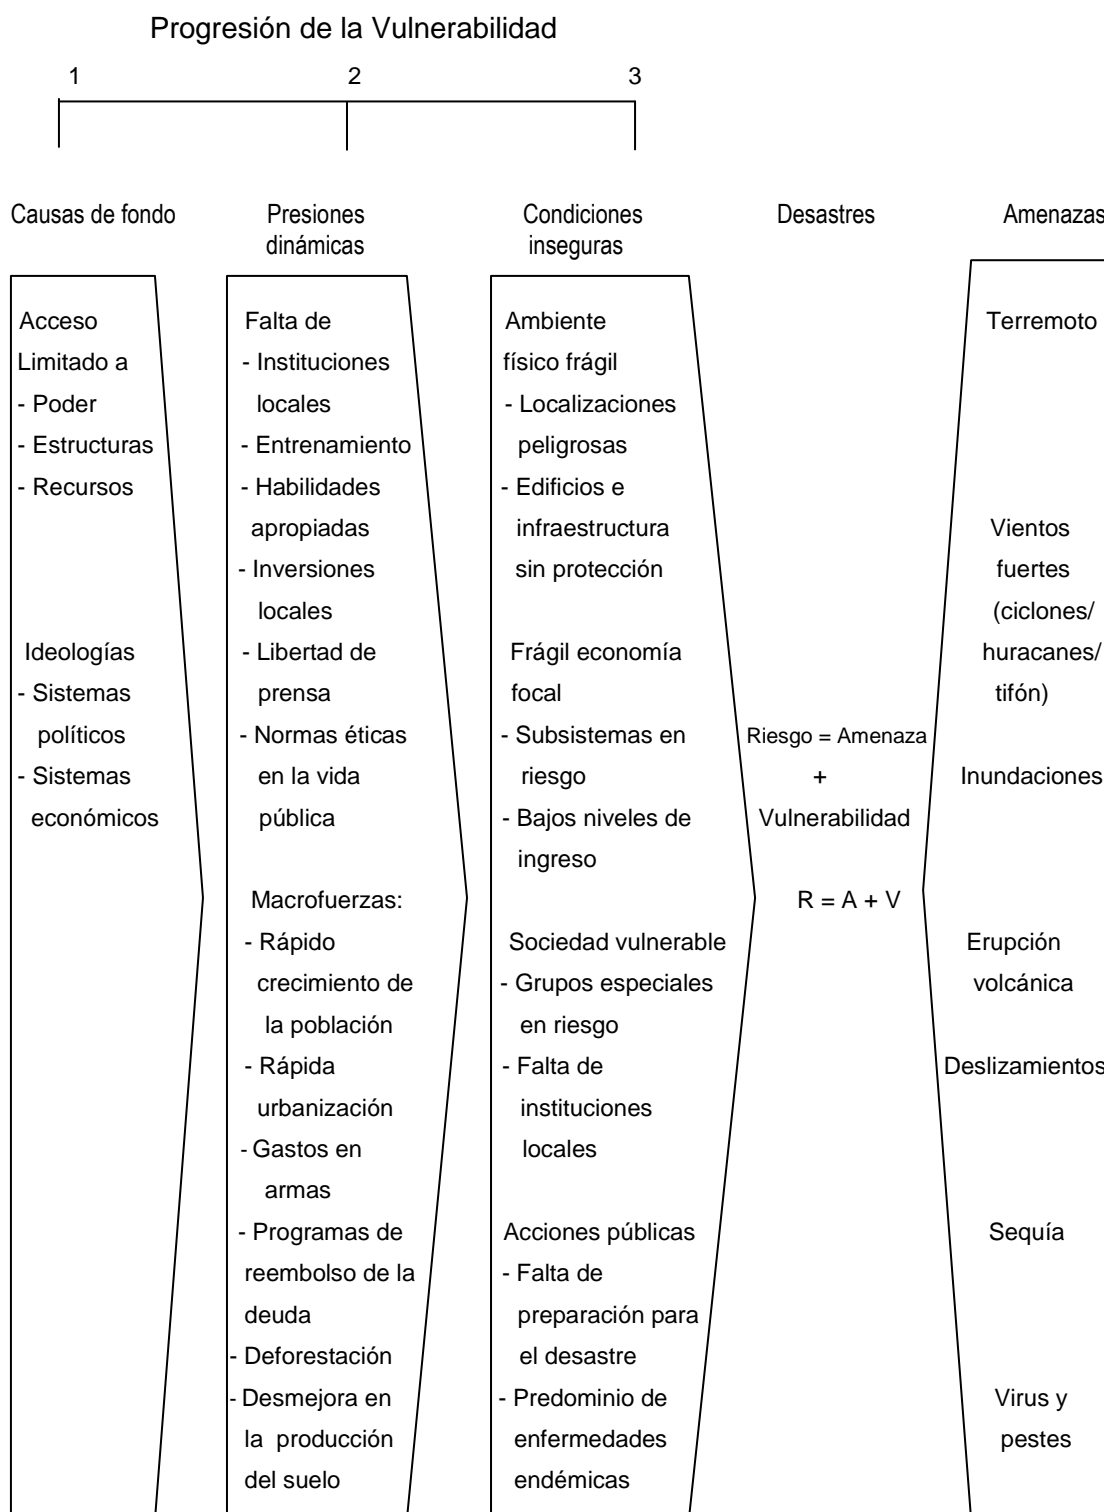 Progresión de la Vulnerabilidad
1 2 3
Causas de fondo
Presiones
dinámicas
Condiciones
inseguras
Desastres
Amenazas
Acceso
Limitado a
- Poder
- Estructuras
- Recursos
Ideologías
- Sistemas
políticos
- Sistemas
económicos
Falta de
- Instituciones
locales
- Entrenamiento
- Habilidades
apropiadas
- Inversiones
locales
- Libertad de
prensa
- Normas éticas
en la vida
pública
Macrofuerzas:
- Rápido
crecimiento de
la población
- Rápida
urbanización
- Gastos en
armas
- Programas de
reembolso de la
deuda
- Deforestación
- Desmejora en
la producción
del suelo
Ambiente
físico frágil
- Localizaciones
peligrosas
- Edificios e
infraestructura
sin protección
Frágil economía
focal
- Subsistemas en
riesgo
- Bajos niveles de
ingreso
Sociedad vulnerable
- Grupos especiales
en riesgo
- Falta de
instituciones
locales
Acciones públicas
- Falta de
preparación para
el desastre
- Predominio de
enfermedades
endémicas
Riesgo = Amenaza
+
Vulnerabilidad
R = A + V
Terremoto
Vientos
fuertes
(ciclones/
huracanes/
tifón)
Inundaciones
Erupción
volcánica
Deslizamientos
Sequía
Virus y
pestes